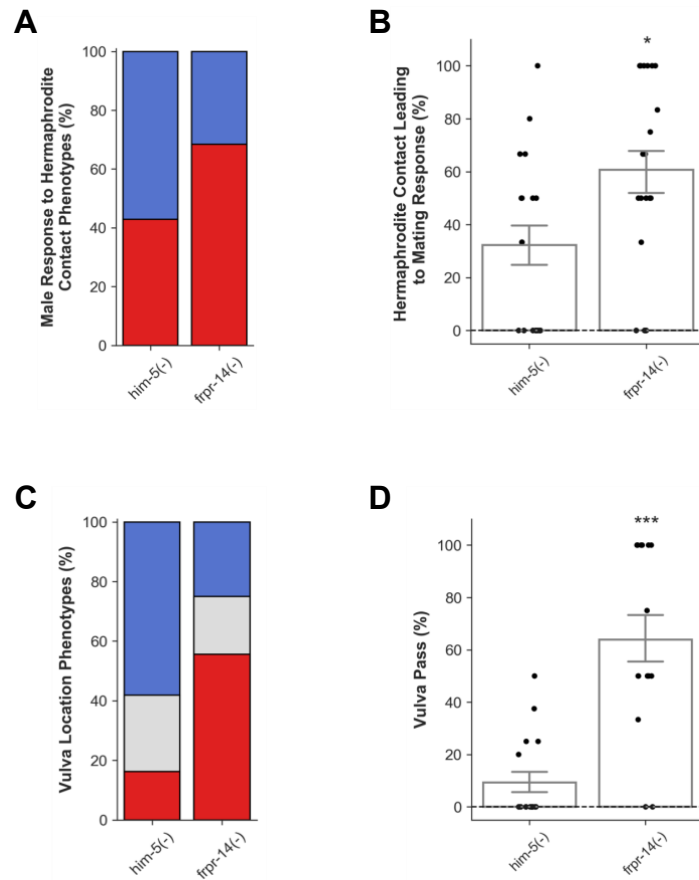 A
Male Response to Hermaphrodite
Contact Phenotypes (%)
100
80
60
40
20
0
him-5(-)
frpr-14(-)
B
Hermaphrodite Contact Leading
to Mating Response (%)
100
80
60
40
20
0
*
him-5(-)
frpr-14(-)
C
Vulva Location Phenotypes (%)
100
80
60
40
20
0
him-5(-)
frpr-14(-)
D
Vulva Pass (%)
100
80
60
40
20
0
***
him-5(-)
frpr-14(-)